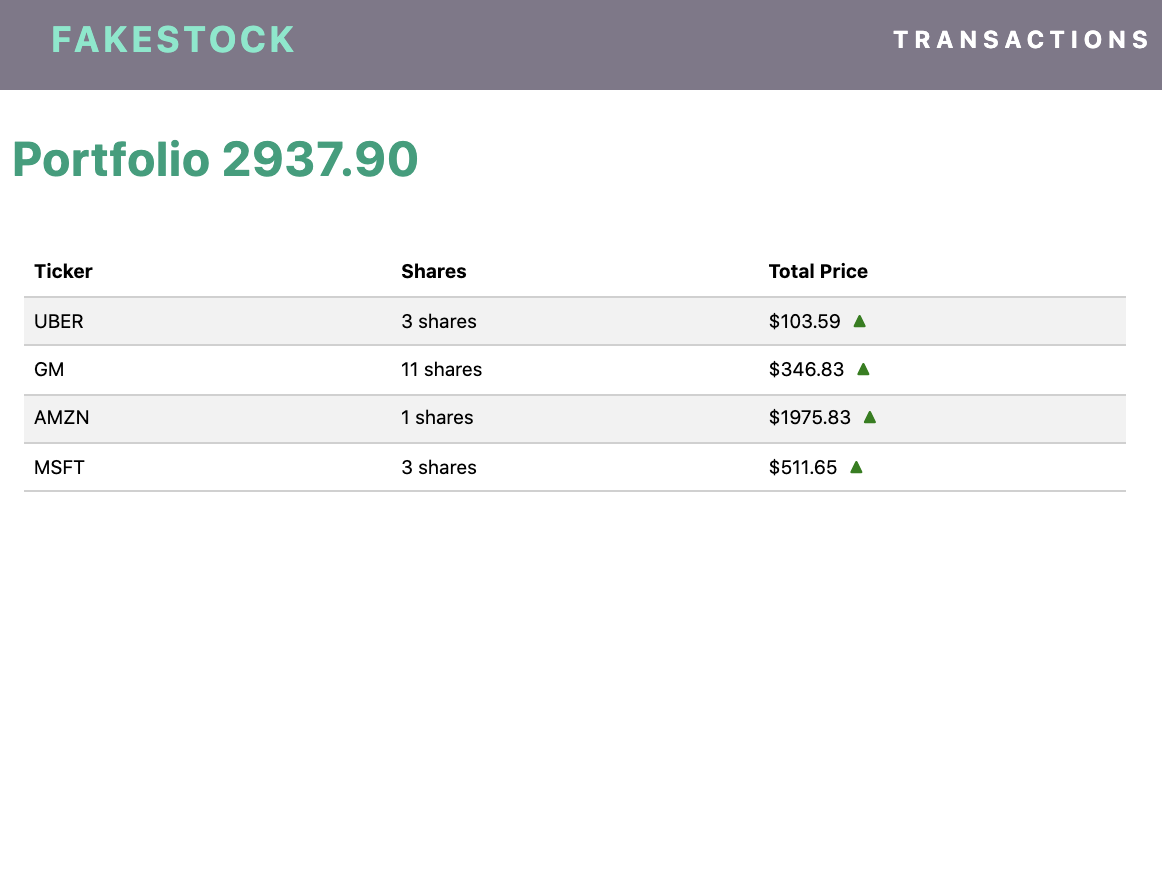 FAKESTOCK TRANSACTIONS
Portfolio 2937.90
Ticker Shares Total Price
UBER 3 shares $103.59 ▲
GM 11 shares $346.83 ▲
AMZN 1 shares $1975.83 ▲
MSFT 3 shares $511.65 ▲